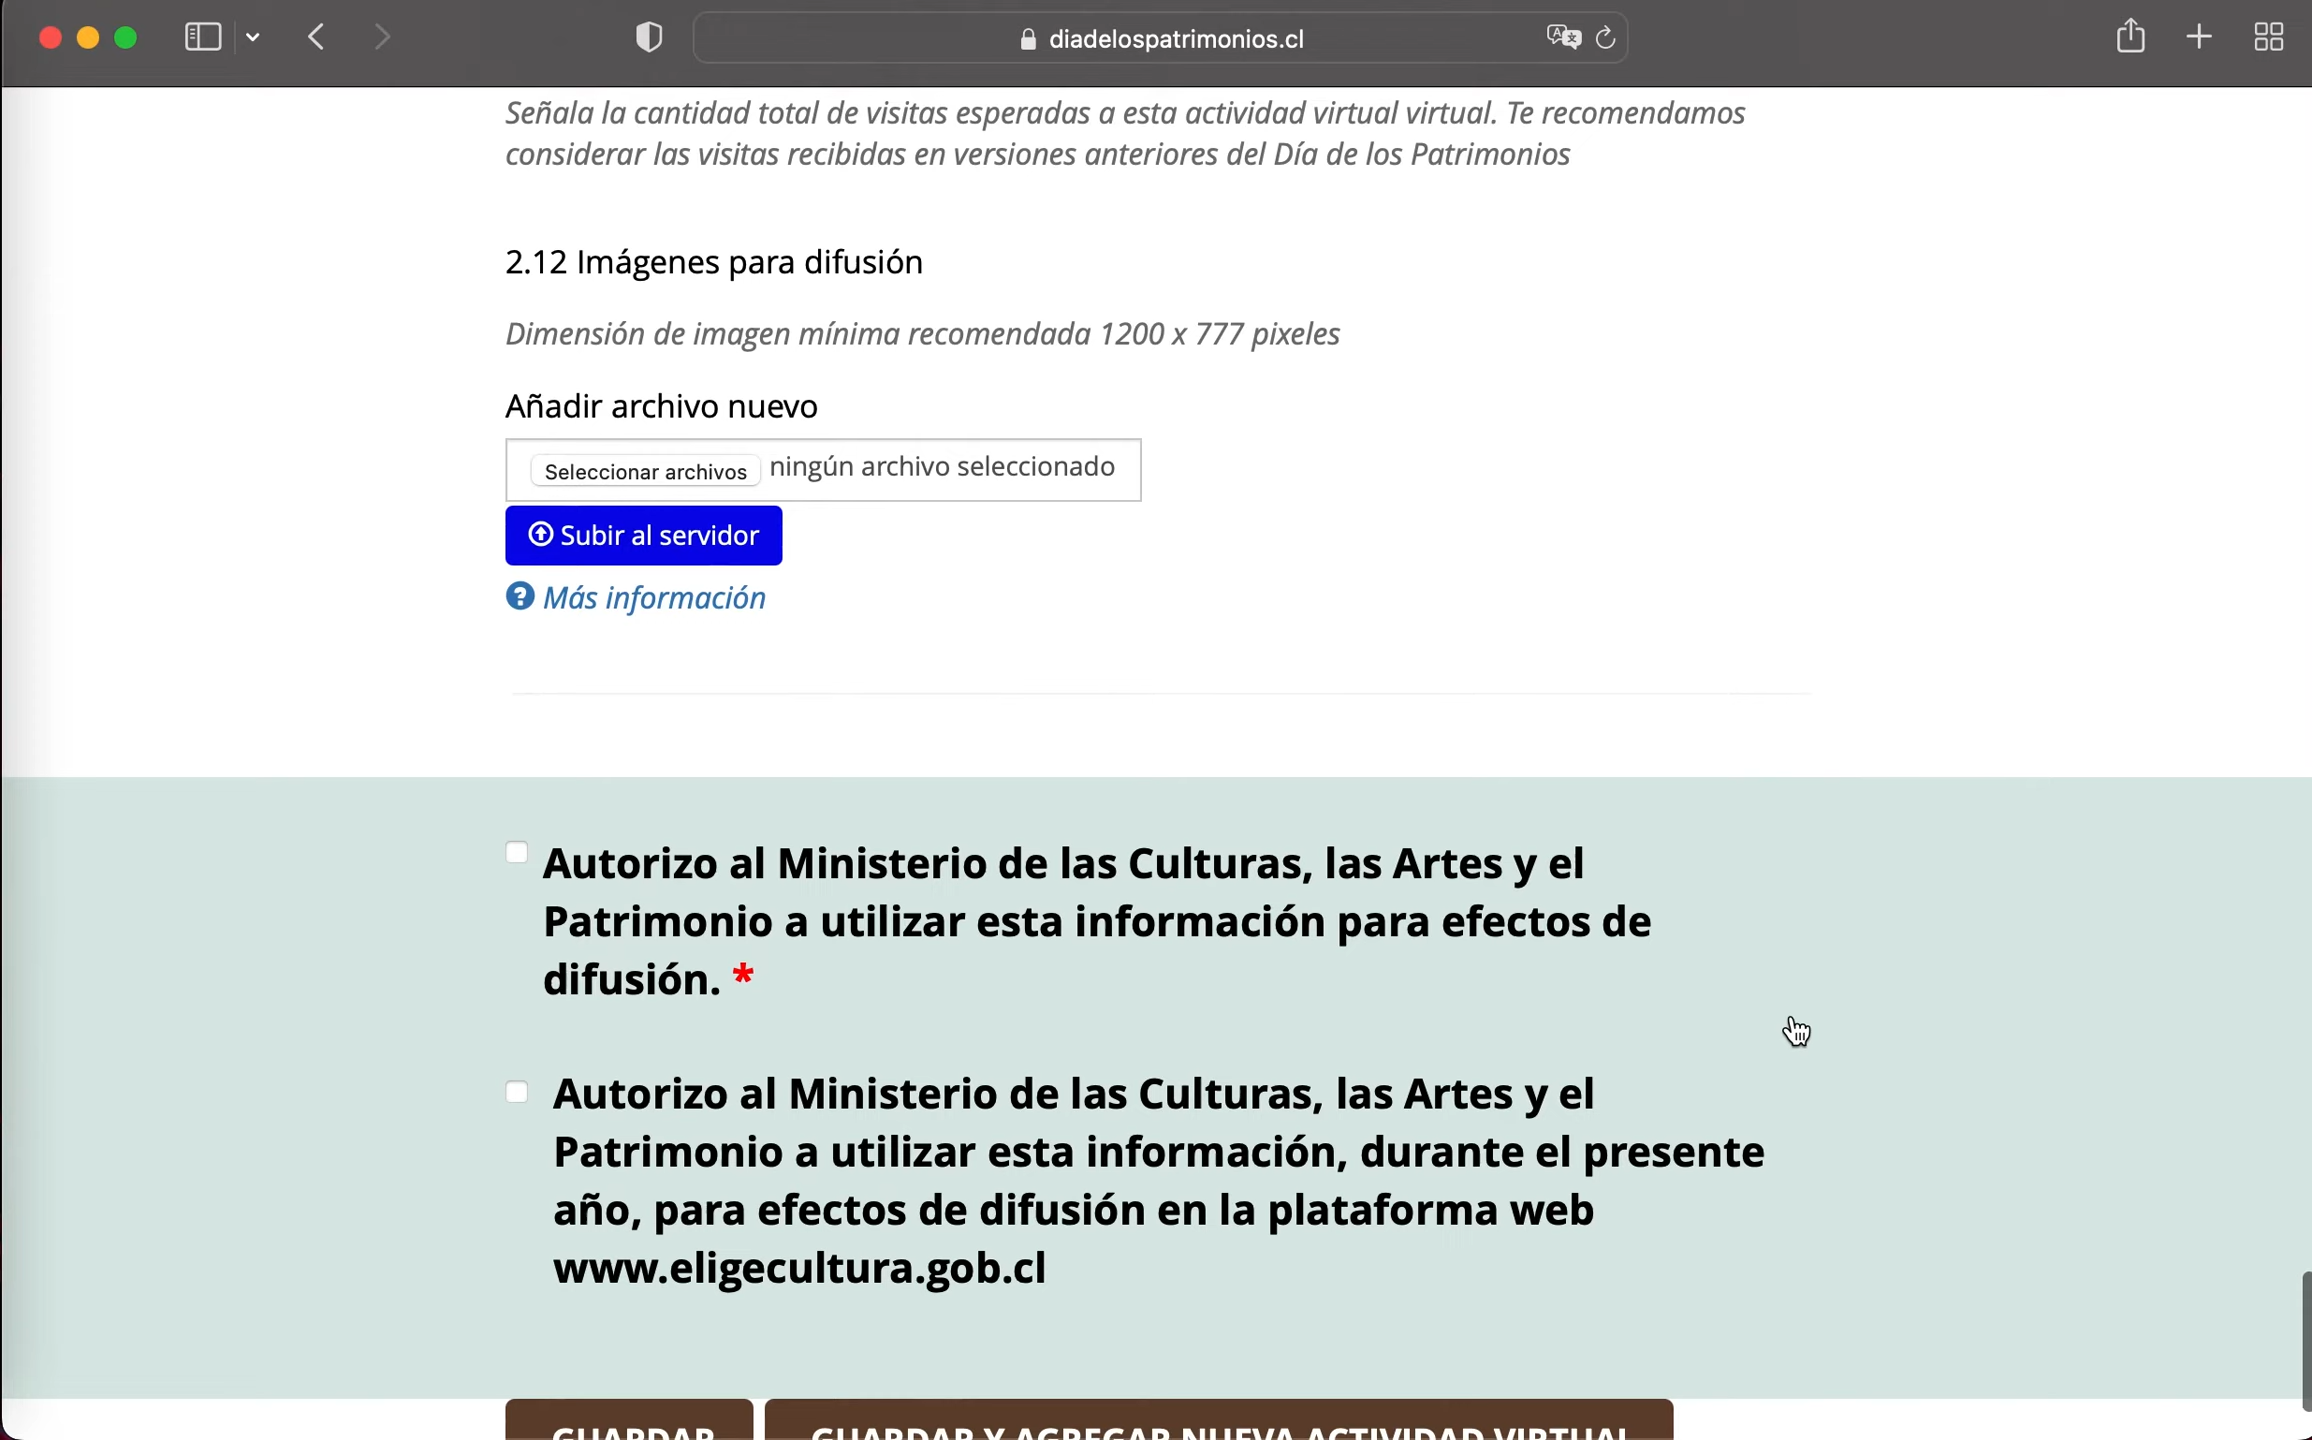 diadelospatrimonios.cl
Señala la cantidad total de visitas esperadas a esta actividad virtual virtual. Te recomendamos
considerar las visitas recibidas en versiones anteriores del Día de los Patrimonios
2.12 Imágenes para difusión
Dimensión de imagen mínima recomendada 1200 x 777 pixeles
Añadir archivo nuevo
Seleccionar archivos ningún archivo seleccionado
Subir al servidor
Más información
Autorizo al Ministerio de las Culturas, las Artes y el
Patrimonio a utilizar esta información para efectos de
difusión. *
Autorizo al Ministerio de las Culturas, las Artes y el
Patrimonio a utilizar esta información, durante el presente
año, para efectos de difusión en la plataforma web
www.eligecultura.gob.cl
GUARDAR GUARDAR Y AGREGAR NUEVA ACTIVIDAD VIRTUAL